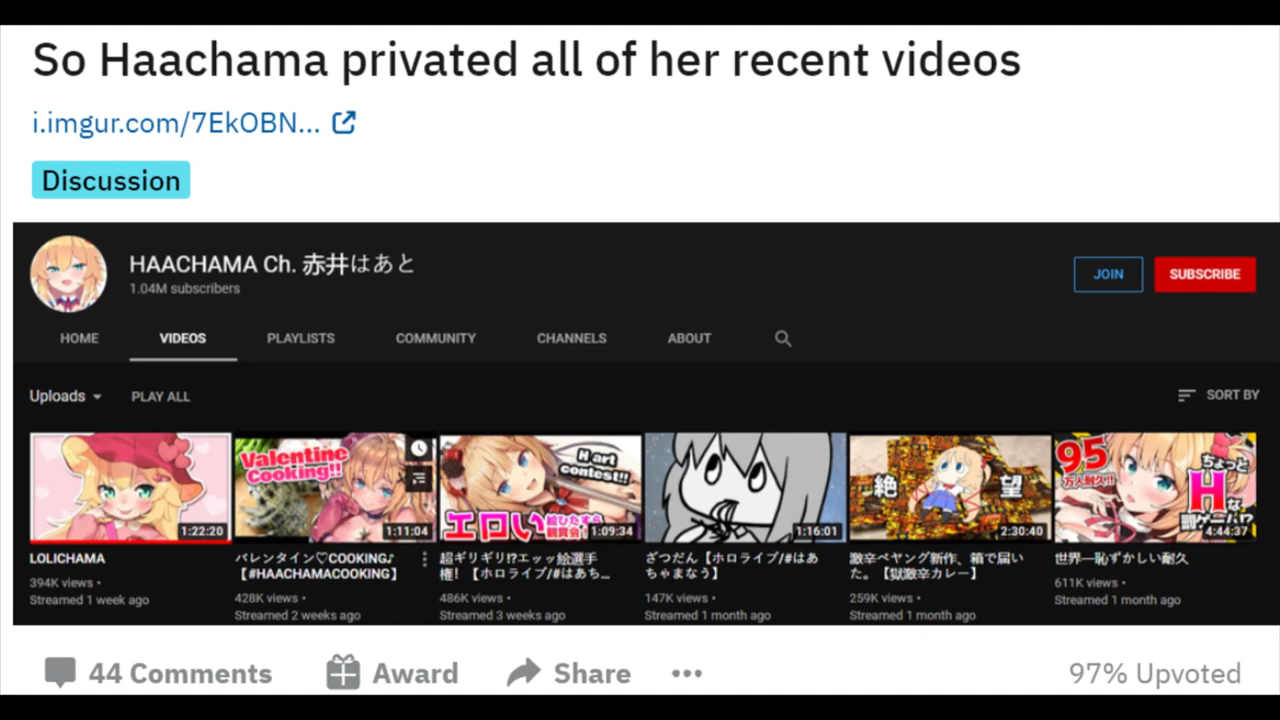 So Haachama privated all of her recent videos
i.imgur.com/7EkOBN...
Discussion
HAACHAMA Ch. 赤井はあと
1.04M subscribers
JOIN
SUBSCRIBE
HOME VIDEOS PLAYLISTS COMMUNITY CHANNELS ABOUT
Uploads PLAY ALL SORT BY
1:22:20
Valentine
Cooking!!
1:11:04
H art
contest!!
エロい
1:09:34
1:16:01
絶 望
2:30:40
95
万人耐久!!
ちょっと
Hな
4:44:37
LOLICHAMA
394K views •
Streamed 1 week ago
バレンタイン♡COOKING♪
【#HAACHAMACOOKING】
428K views •
Streamed 2 weeks ago
超ギリギリ!?エッッ絵選手
権！【ホロライブ/#はあち...
486K views •
Streamed 3 weeks ago
ざつだん【ホロライブ/#はあ
ちゃまなう】
147K views •
Streamed 1 month ago
激辛ペヤング新作、箱で届い
た。【獄激辛カレー】
259K views •
Streamed 1 month ago
世界一恥ずかしい耐久
611K views •
Streamed 1 month ago
44 Comments Award Share ••• 97% Upvoted